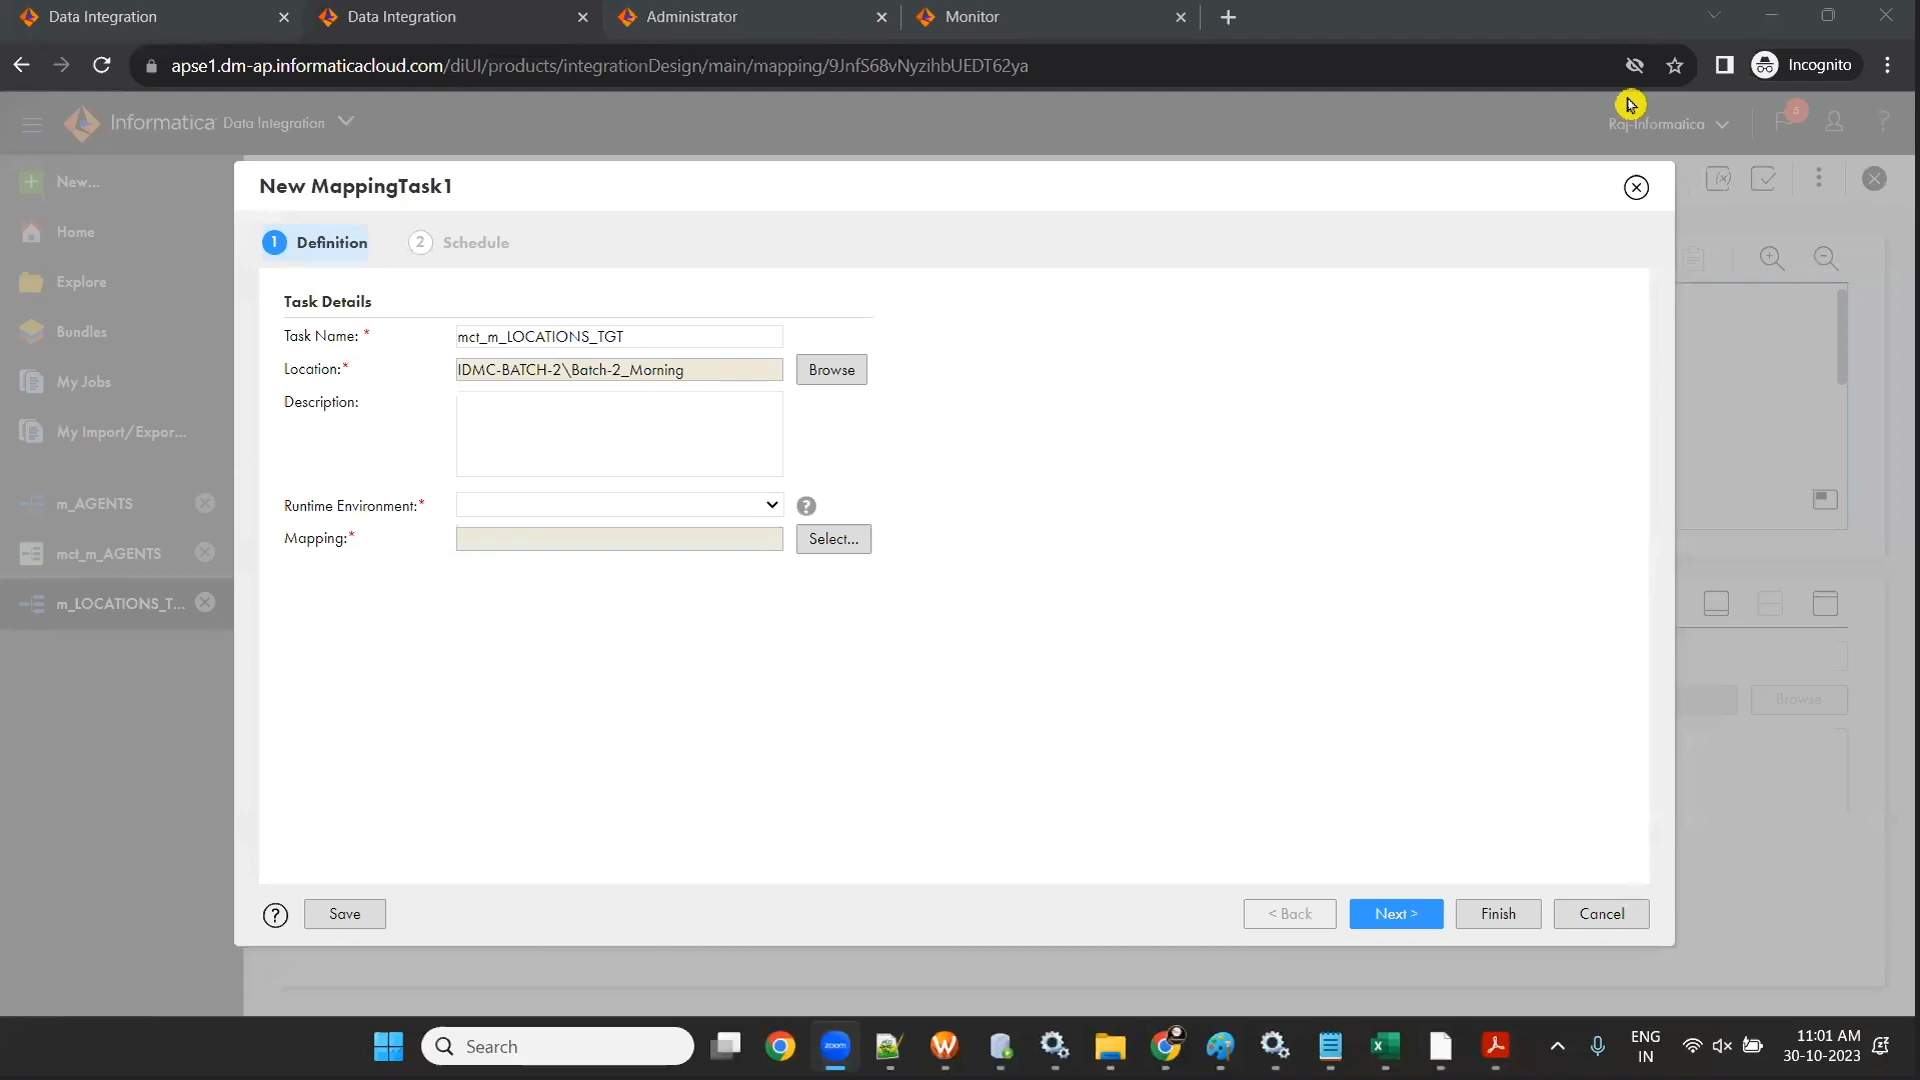 Data Integration
Data Integration
Administrator
Monitor
apse1.dm-ap.informaticacloud.com/diUI/products/integrationDesign/main/mapping/9JnfS68vNyzihbUEDT62ya
Incognito
Informatica Data Integration
Raj-Informatica
5
?
New...
Home
Explore
Bundles
My Jobs
My Import/Expor...
m_AGENTS
mct_m_AGENTS
m_LOCATIONS_T...
New MappingTask1
1 Definition
2 Schedule
Task Details
Task Name: * mct_m_LOCATIONS_TGT
Location:* IDMC-BATCH-2\Batch-2_Morning Browse
Description:
Runtime Environment:* ?
Mapping:* Select...
(x)
Browse
? Save
< Back Next > Finish Cancel
Search
zoom
ENG
IN
11:01 AM
30-10-2023